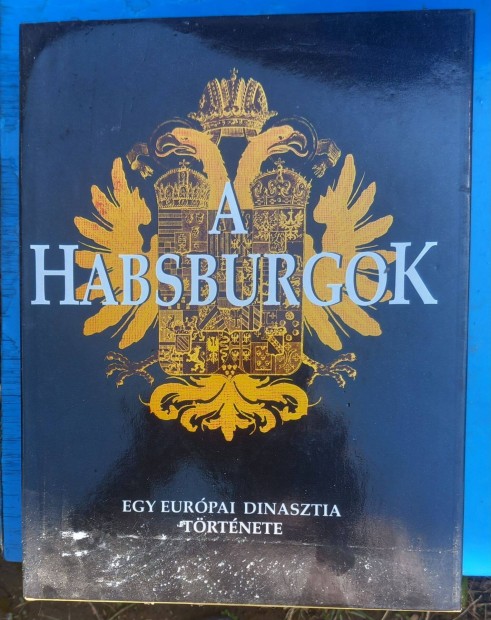 A
HABSBURGOK
EGY EURÓPAI DINASZTIA
TÖRTÉNETE